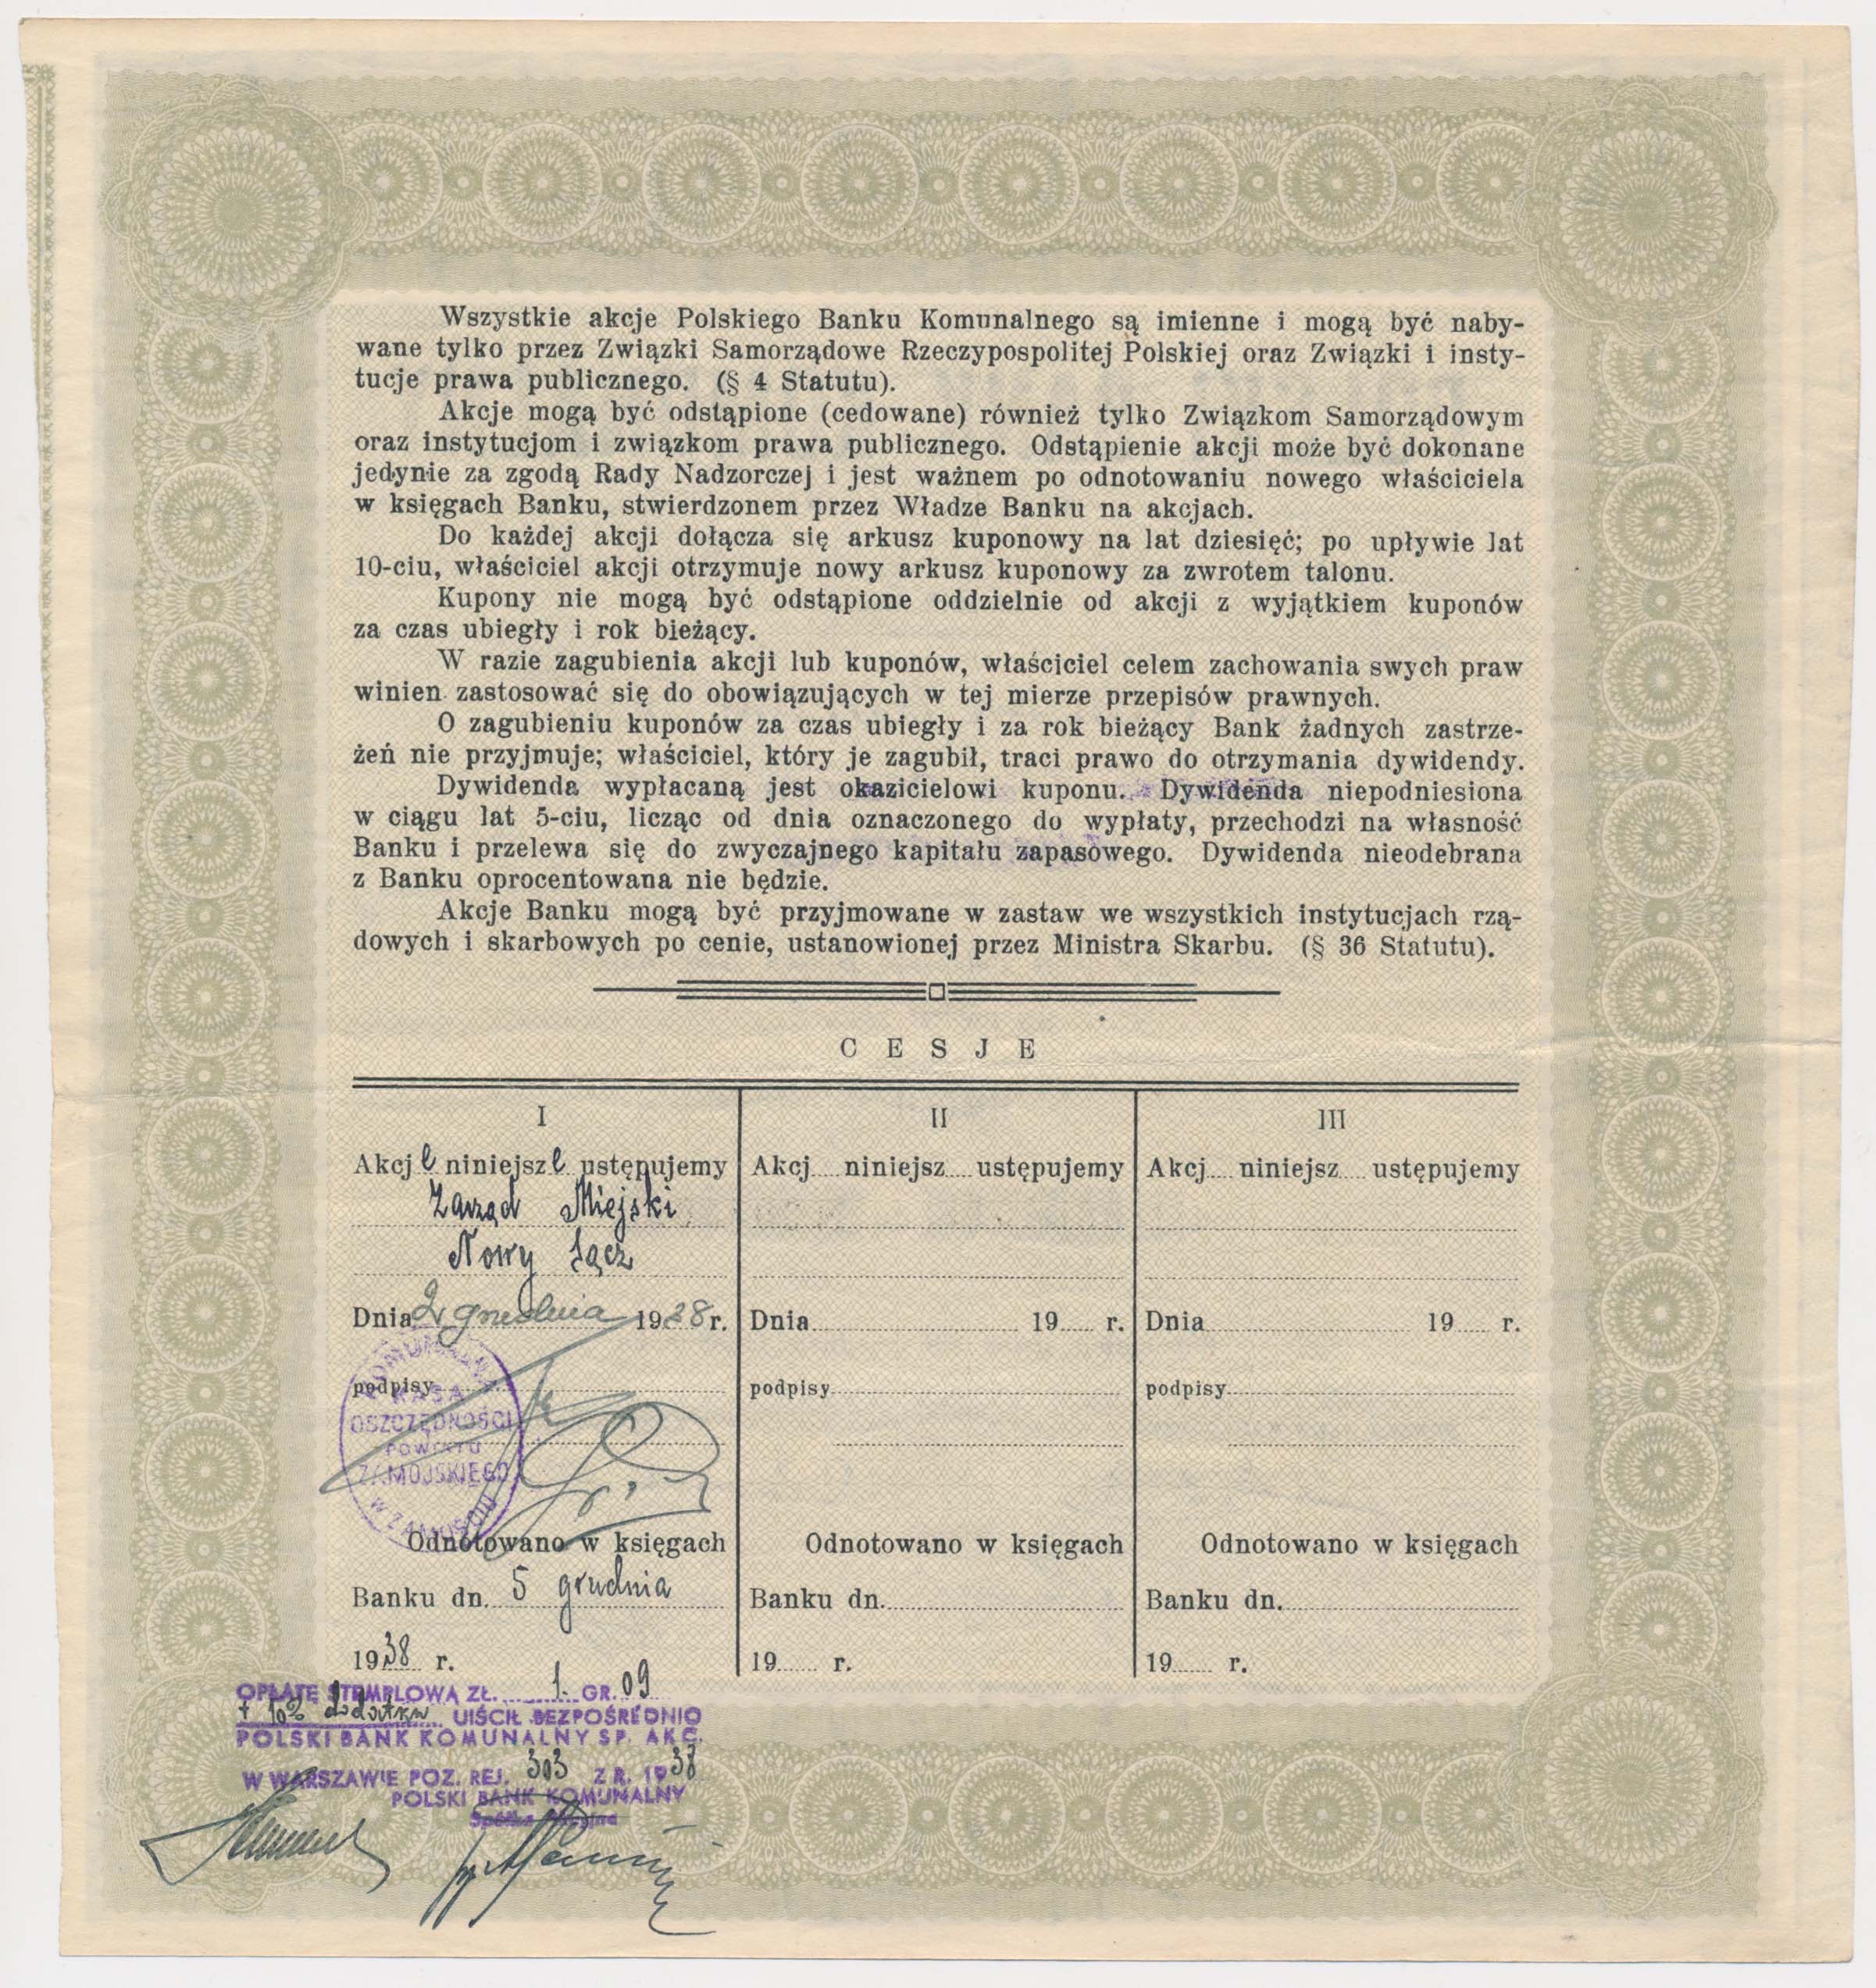 Wszystkie akcje Polskiego Banku Komunalnego są imienne i mogą być naby-
wane tylko przez Związki Samorządowe Rzeczypospolitej Polskiej oraz Związki i insty-
tucje prawa publicznego. (§ 4 Statutu).
Akcje mogą być odstąpione (cedowane) również tylko Związkom Samorządowym
oraz instytucjom i związkom prawa publicznego. Odstąpienie akcji może być dokonane
jedynie za zgodą Rady Nadzorczej i jest ważnem po odnotowaniu nowego właściciela
w księgach Banku, stwierdzonem przez Władze Banku na akcjach.
Do każdej akcji dołącza się arkusz kuponowy na lat dziesięć; po upływie lat
10-ciu, właściciel akcji otrzymuje nowy arkusz kuponowy za zwrotem talonu.
Kupony nie mogą być odstąpione oddzielnie od akcji z wyjątkiem kuponów
za czas ubiegły i rok bieżący.
W razie zagubienia akcji lub kuponów, właściciel celem zachowania swych praw
winien zastosować się do obowiązujących w tej mierze przepisów prawnych.
O zagubieniu kuponów za czas ubiegły i za rok bieżący Bank żadnych zastrze-
żeń nie przyjmuje; właściciel, który je zagubił, traci prawo do otrzymania dywidendy.
Dywidenda wypłacaną jest okazicielowi kuponu. Dywidenda niepodniesiona
w ciągu lat 5-ciu, licząc od dnia oznaczonego do wypłaty, przechodzi na własność
Banku i przelewa się do zwyczajnego kapitału zapasowego. Dywidenda nieodebrana
z Banku oprocentowana nie będzie.
Akcje Banku mogą być przyjmowane w zastaw we wszystkich instytucjach rzą-
dowych i skarbowych po cenie, ustanowionej przez Ministra Skarbu. (§ 36 Statutu).
CESJE
I
Akcję niniejszę ustępujemy
Zarząd Miejski
Nowy Sącz
Dnia 2 grudnia 1938 r.
podpisy
KOMUNALNA
KASA
OSZCZĘDNOŚCI
POWIATU
ZAMOJSKIEGO
W ZAMOŚCIU
Odnotowano w księgach
Banku dn. 5 grudnia
1938 r.
II
Akcj.... niniejsz.... ustępujemy
Dnia 19 r.
podpisy
Odnotowano w księgach
Banku dn.
19 r.
III
Akcj.... niniejsz.... ustępujemy
Dnia 19 r.
podpisy
Odnotowano w księgach
Banku dn.
19 r.
OPŁATĘ STEMPLOWĄ ZŁ. 1. GR. 09
+ 10% dodatku UIŚCIŁ BEZPOŚREDNIO
POLSKI BANK KOMUNALNY SP. AKC.
W WARSZAWIE POZ. REJ. 303 Z R. 1938
POLSKI BANK KOMUNALNY
Spółka Akcyjna